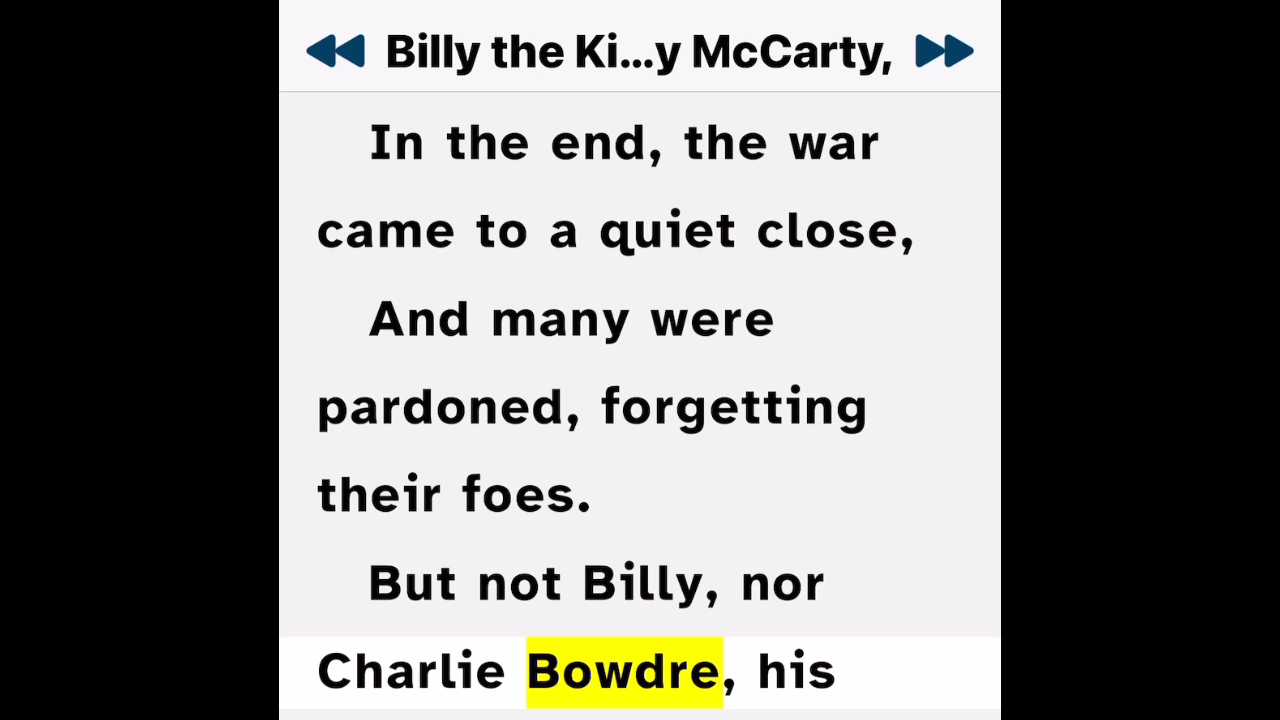 Billy the Ki...y McCarty,
In the end, the war
came to a quiet close,
And many were
pardoned, forgetting
their foes.
But not Billy, nor
Charlie Bowdre, his